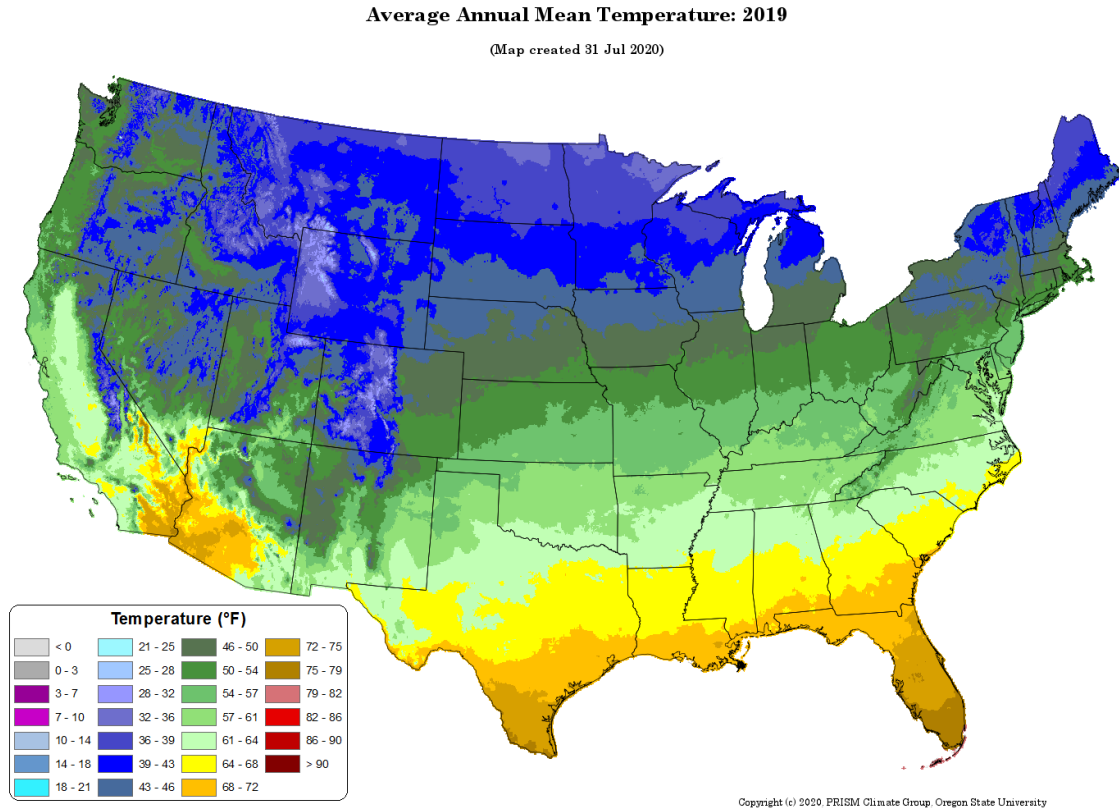 Average Annual Mean Temperature: 2019
(Map created 31 Jul 2020)
Temperature (°F)
< 0
0 - 3
3 - 7
7 - 10
10 - 14
14 - 18
18 - 21
21 - 25
25 - 28
28 - 32
32 - 36
36 - 39
39 - 43
43 - 46
46 - 50
50 - 54
54 - 57
57 - 61
61 - 64
64 - 68
68 - 72
72 - 75
75 - 79
79 - 82
82 - 86
86 - 90
> 90
Copyright (c) 2020, PRISM Climate Group, Oregon State University